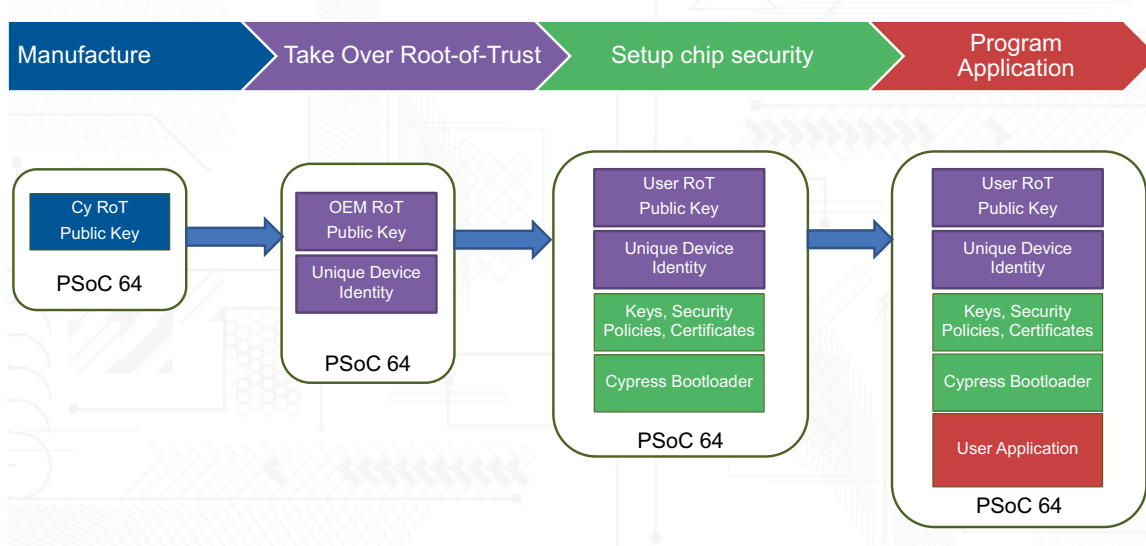 Manufacture
Take Over Root-of-Trust
Setup chip security
Program
Application
Cy RoT
Public Key
PSoC 64
OEM RoT
Public Key
Unique Device
Identity
PSoC 64
User RoT
Public Key
Unique Device
Identity
Keys, Security
Policies, Certificates
Cypress Bootloader
PSoC 64
User RoT
Public Key
Unique Device
Identity
Keys, Security
Policies, Certificates
Cypress Bootloader
User Application
PSoC 64